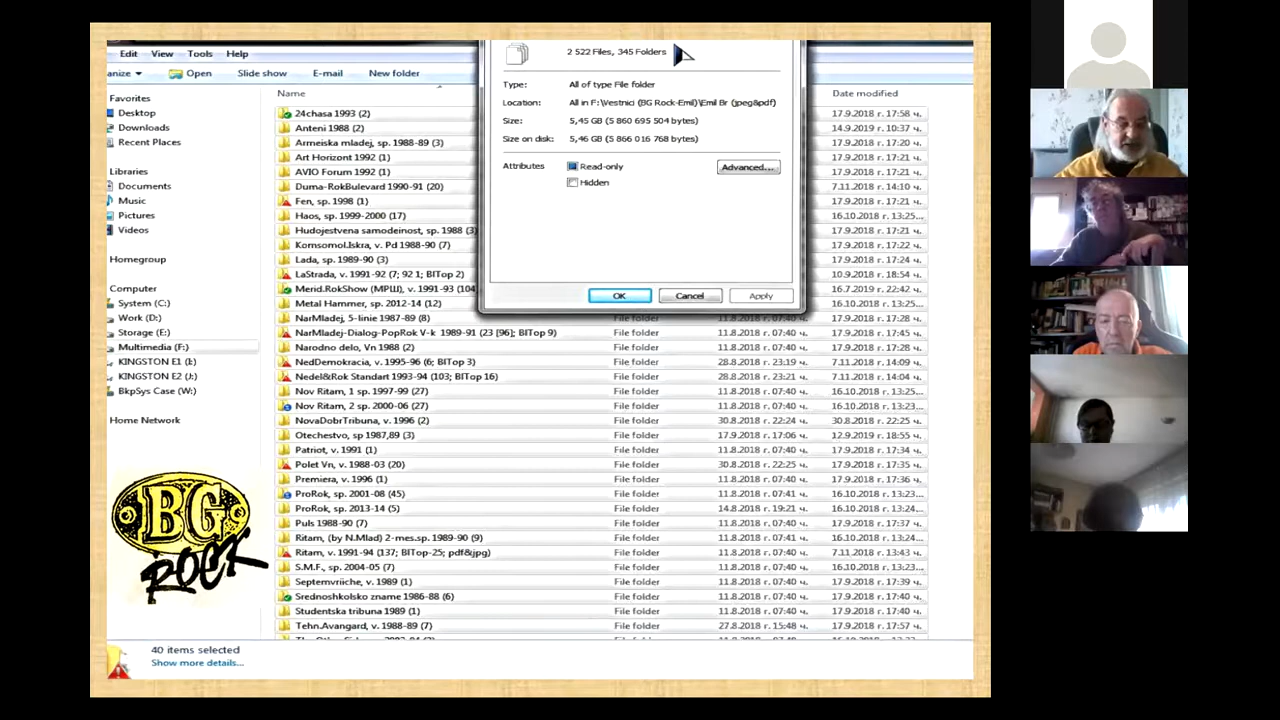 Edit View Tools Help
anize Open Slide show E-mail New folder
2 522 Files, 345 Folders
Type: All of type File folder
Location: All in F:\Vestnici (BG Rock-Emil)\Emil Br (jpeg&pdf)
Size: 5,45 GB (5 860 695 504 bytes)
Size on disk: 5,46 GB (5 866 016 768 bytes)
Attributes Read-only Advanced...
Hidden
OK Cancel Apply
Favorites
Desktop
Downloads
Recent Places
Libraries
Documents
Music
Pictures
Videos
Homegroup
Computer
System (C:)
Work (D:)
Storage (E:)
Multimedia (F:)
KINGSTON E1 (I:)
KINGSTON E2 (J:)
BkpSys Case (W:)
Home Network
BG
ROCK
Name Date modified
24chasa 1993 (2) 17.9.2018 г. 17:58 ч.
Anteni 1988 (2) 14.9.2019 г. 10:37 ч.
Armeiska mladej, sp. 1988-89 (3) 17.9.2018 г. 17:20 ч.
Art Horizont 1992 (1) 17.9.2018 г. 17:21 ч.
AVIO Forum 1992 (1) 17.9.2018 г. 17:21 ч.
Duma-RokBulevard 1990-91 (20) 7.11.2018 г. 14:10 ч.
Fen, sp. 1998 (1) 17.9.2018 г. 17:21 ч.
Haos, sp. 1999-2000 (17) 16.10.2018 г. 13:25...
Hudojestvena samodeinost, sp. 1988 (3) 17.9.2018 г. 17:21 ч.
Komsomol.Iskra, v. Pd 1988-90 (7) 17.9.2018 г. 17:22 ч.
Lada, sp. 1989-90 (3) 17.9.2018 г. 17:24 ч.
LaStrada, v. 1991-92 (7; 92 1; BITop 2) 10.9.2018 г. 18:54 ч.
Merid.RokShow (МРШ), v. 1991-93 (104 16.7.2019 г. 22:42 ч.
Metal Hammer, sp. 2012-14 (12) 16.10.2018 г. 13:25...
NarMladej, 5-linie 1987-89 (8) File folder 11.8.2018 г. 07:40 ч. 17.9.2018 г. 17:28 ч.
NarMladej-Dialog-PopRok V-k 1989-91 (23 [96]; BITop 9) File folder 11.8.2018 г. 07:40 ч. 17.9.2018 г. 17:45 ч.
Narodno delo, Vn 1988 (2) File folder 11.8.2018 г. 07:40 ч. 17.9.2018 г. 17:28 ч.
NedDemokracia, v. 1995-96 (6; BITop 3) File folder 28.8.2018 г. 23:19 ч. 7.11.2018 г. 14:09 ч.
Nedel&Rok Standart 1993-94 (103; BITop 16) File folder 28.8.2018 г. 23:21 ч. 7.11.2018 г. 14:04 ч.
Nov Ritam, 1 sp. 1997-99 (27) File folder 11.8.2018 г. 07:40 ч. 16.10.2018 г. 13:25...
Nov Ritam, 2 sp. 2000-06 (27) File folder 11.8.2018 г. 07:40 ч. 16.10.2018 г. 13:23...
NovaDobrTribuna, v. 1996 (2) File folder 30.8.2018 г. 22:24 ч. 30.8.2018 г. 22:25 ч.
Otechestvo, sp 1987,89 (3) File folder 17.9.2018 г. 17:06 ч. 12.9.2019 г. 18:55 ч.
Patriot, v. 1991 (1) File folder 11.8.2018 г. 07:40 ч. 17.9.2018 г. 17:34 ч.
Polet Vn, v. 1988-03 (20) File folder 30.8.2018 г. 22:25 ч. 17.9.2018 г. 17:35 ч.
Premiera, v. 1996 (1) File folder 11.8.2018 г. 07:40 ч. 17.9.2018 г. 17:36 ч.
ProRok, sp. 2001-08 (45) File folder 11.8.2018 г. 07:41 ч. 16.10.2018 г. 13:23...
ProRok, sp. 2013-14 (5) File folder 14.8.2018 г. 19:21 ч. 16.10.2018 г. 13:24...
Puls 1988-90 (7) File folder 11.8.2018 г. 07:40 ч. 17.9.2018 г. 17:37 ч.
Ritam, (by N.Mlad) 2-mes.sp. 1989-90 (9) File folder 11.8.2018 г. 07:40 ч. 16.10.2018 г. 13:24...
Ritam, v. 1991-94 (137; BITop-25; pdf&jpg) File folder 11.8.2018 г. 07:40 ч. 7.11.2018 г. 13:43 ч.
S.M.F., sp. 2004-05 (7) File folder 11.8.2018 г. 07:40 ч. 16.10.2018 г. 13:23...
Septemvriiche, v. 1989 (1) File folder 11.8.2018 г. 07:40 ч. 17.9.2018 г. 17:39 ч.
Srednoshkolsko zname 1986-88 (6) File folder 11.8.2018 г. 07:40 ч. 17.9.2018 г. 17:40 ч.
Studentska tribuna 1989 (1) File folder 11.8.2018 г. 07:40 ч. 17.9.2018 г. 17:40 ч.
Tehn.Avangard, v. 1988-89 (7) File folder 27.8.2018 г. 15:48 ч. 17.9.2018 г. 17:57 ч.
40 items selected
Show more details...